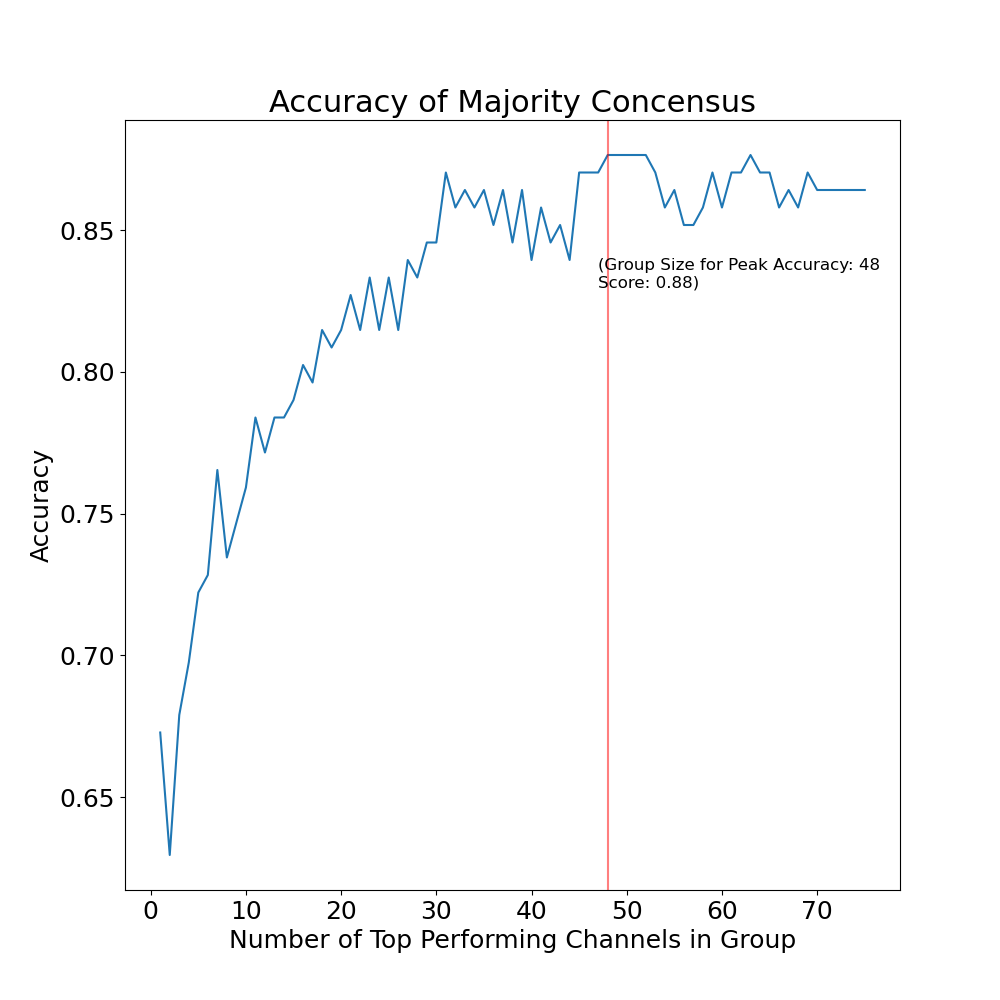 Accuracy of Majority Concensus
0.85
0.80
0.75
0.70
0.65
Accuracy
(Group Size for Peak Accuracy: 48
Score: 0.88)
0 10 20 30 40 50 60 70
Number of Top Performing Channels in Group